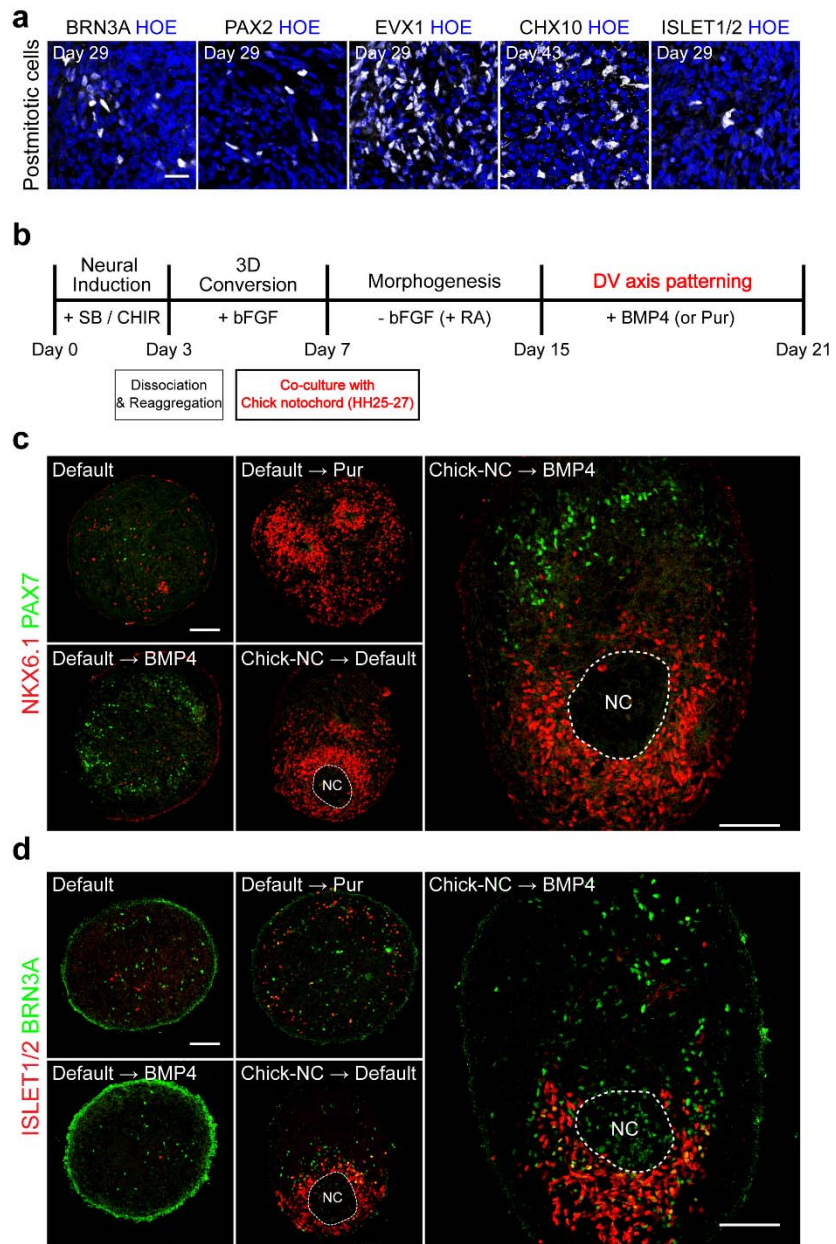 a
BRN3A HOE
PAX2 HOE
EVX1 HOE
CHX10 HOE
ISLET1/2 HOE
Postmitotic cells
Day 29
Day 29
Day 29
Day 43
Day 29
b
Neural
Induction
3D
Conversion
Morphogenesis
DV axis patterning
+ SB / CHIR
+ bFGF
- bFGF (+ RA)
+ BMP4 (or Pur)
Day 0
Day 3
Day 7
Day 15
Day 21
Dissociation
& Reaggregation
Co-culture with
Chick notochord (HH25-27)
c
NKX6.1 PAX7
Default
Default → Pur
Chick-NC → BMP4
NC
Default → BMP4
Chick-NC → Default
NC
d
ISLET1/2 BRN3A
Default
Default → Pur
Chick-NC → BMP4
NC
Default → BMP4
Chick-NC → Default
NC